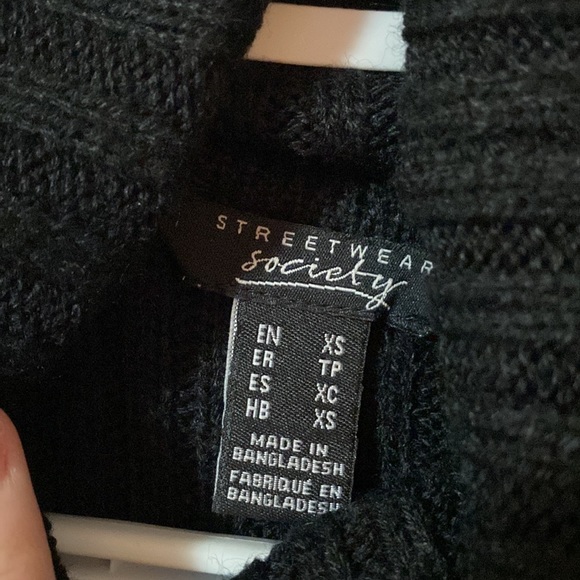 STREETWEAR
society
EN XS
ER TP
ES XC
HB XS
MADE IN
BANGLADESH
FABRIQUÉ EN
BANGLADESH